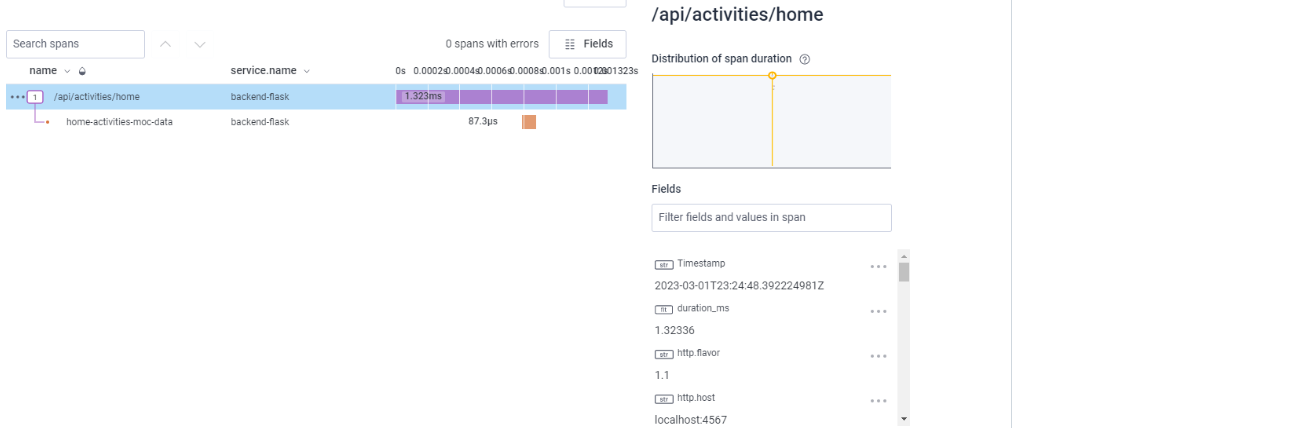 /api/activities/home
Search spans
0 spans with errors
Fields
Distribution of span duration
name
service.name
0s 0.0002s 0.0004s 0.0006s 0.0008s 0.001s 0.001323s
1 /api/activities/home backend-flask 1.323ms
home-activities-moc-data backend-flask 87.3µs
Fields
Filter fields and values in span
str Timestamp
2023-03-01T23:24:48.392224981Z
flt duration_ms
1.32336
str http.flavor
1.1
str http.host
localhost:4567